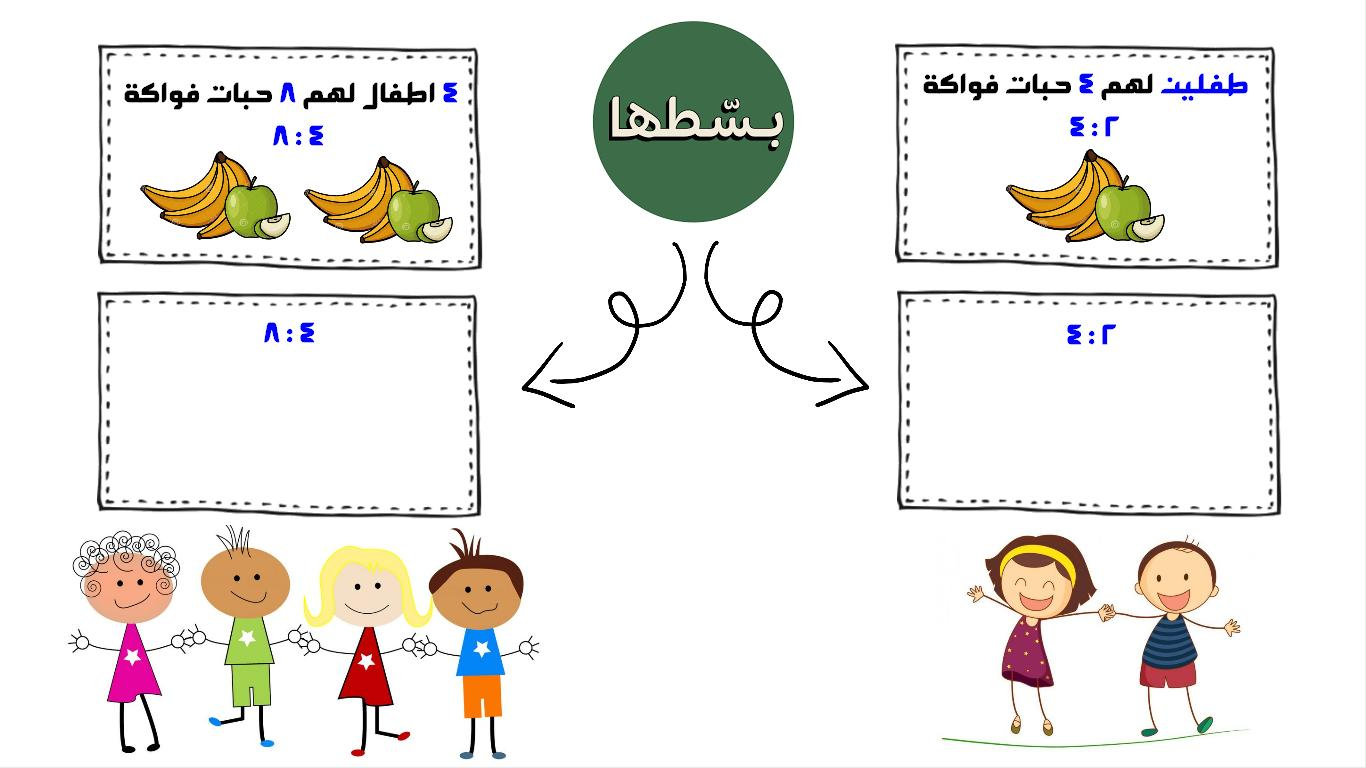 طفلين لهم ٤ حبات فواكة
٤:٢
بسّطها
٤ اطفال لهم ٨ حبات فواكة
٨:٤
٤:٢
٨:٤